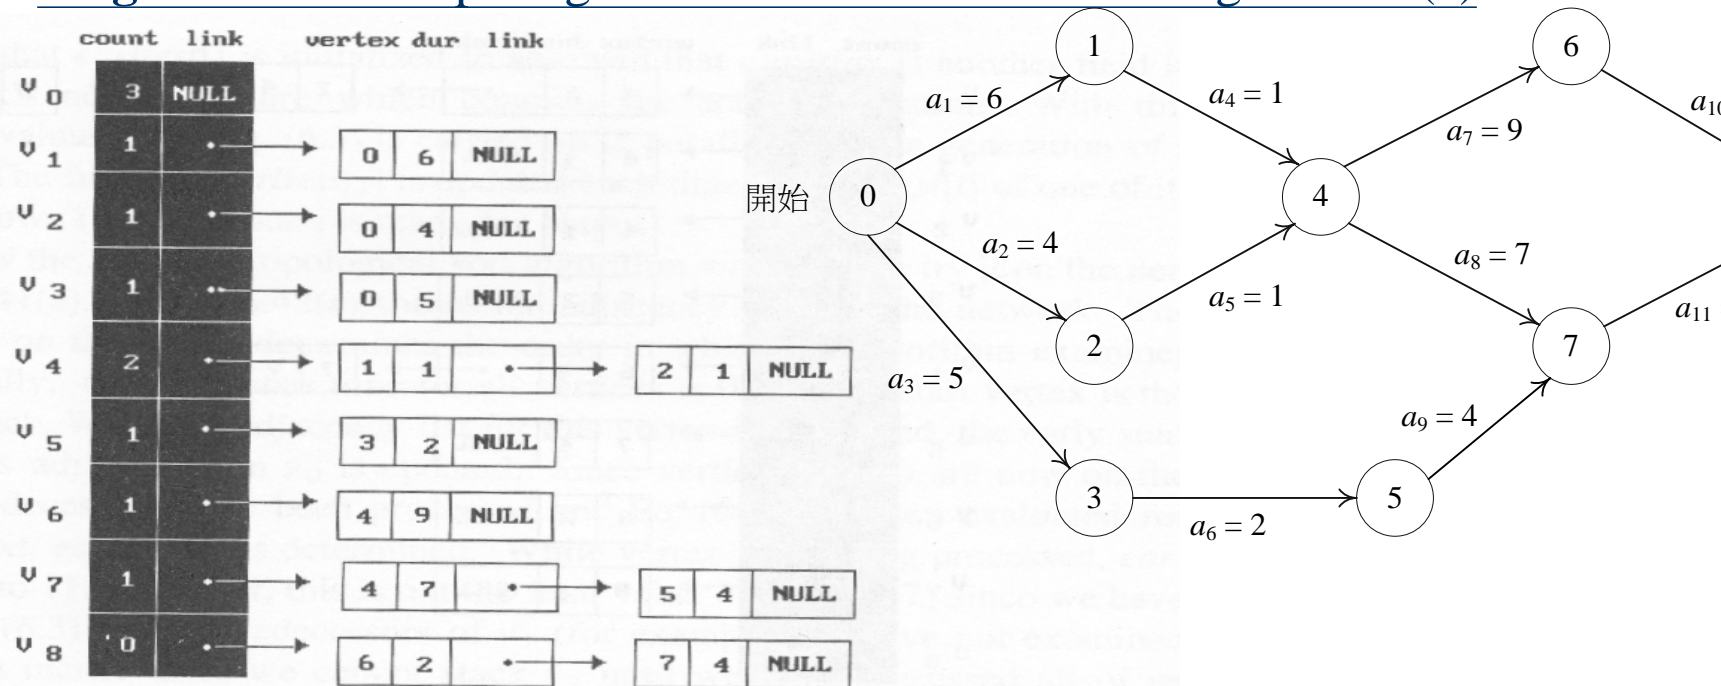 count link vertex dur link
V0 3 NULL
V1 1 0 6 NULL
V2 1 0 4 NULL
V3 1 0 5 NULL
V4 2 1 1 2 1 NULL
V5 1 3 2 NULL
V6 1 4 9 NULL
V7 1 4 7 5 4 NULL
V8 0 6 2 7 4 NULL
1
6
a1 = 6
a4 = 1
a7 = 9
a10
開始
0
4
a2 = 4
a5 = 1
a8 = 7
a11
2
7
a3 = 5
a9 = 4
3
5
a6 = 2